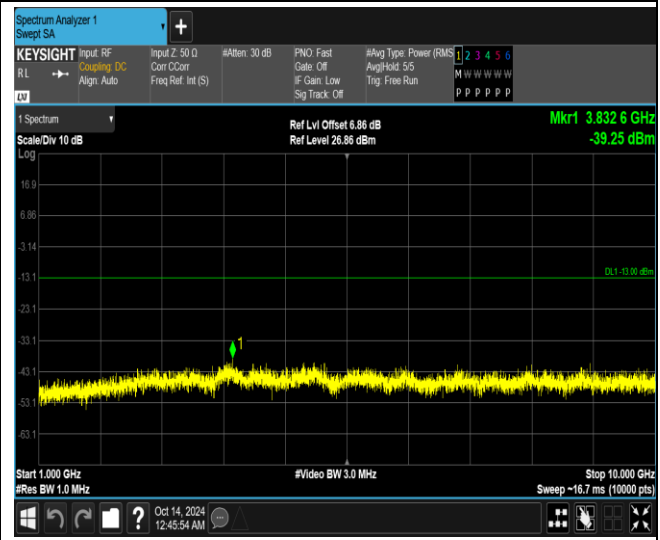 Spectrum Analyzer 1
Swept SA
+
KEYSIGHT
RL
LXI
Input: RF
Coupling: DC
Align: Auto
Input Z: 50 Ω
Corr CCorr
Freq Ref: Int (S)
#Atten: 30 dB
PNO: Fast
Gate: Off
IF Gain: Low
Sig Track: Off
#Avg Type: Power (RMS
Avg|Hold: 5/5
Trig: Free Run
1 2 3 4 5 6
M W W W W W
P P P P P P
1 Spectrum
Scale/Div 10 dB
Log
Ref Lvl Offset 6.86 dB
Ref Level 26.86 dBm
Mkr1 3.832 6 GHz
-39.25 dBm
16.9
6.86
-3.14
-13.1
DL1 -13.00 dBm
-23.1
-33.1
1
-43.1
-53.1
-63.1
Start 1.000 GHz
#Res BW 1.0 MHz
#Video BW 3.0 MHz
Stop 10.000 GHz
Sweep ~16.7 ms (10000 pts)
?
Oct 14, 2024
12:45:54 AM